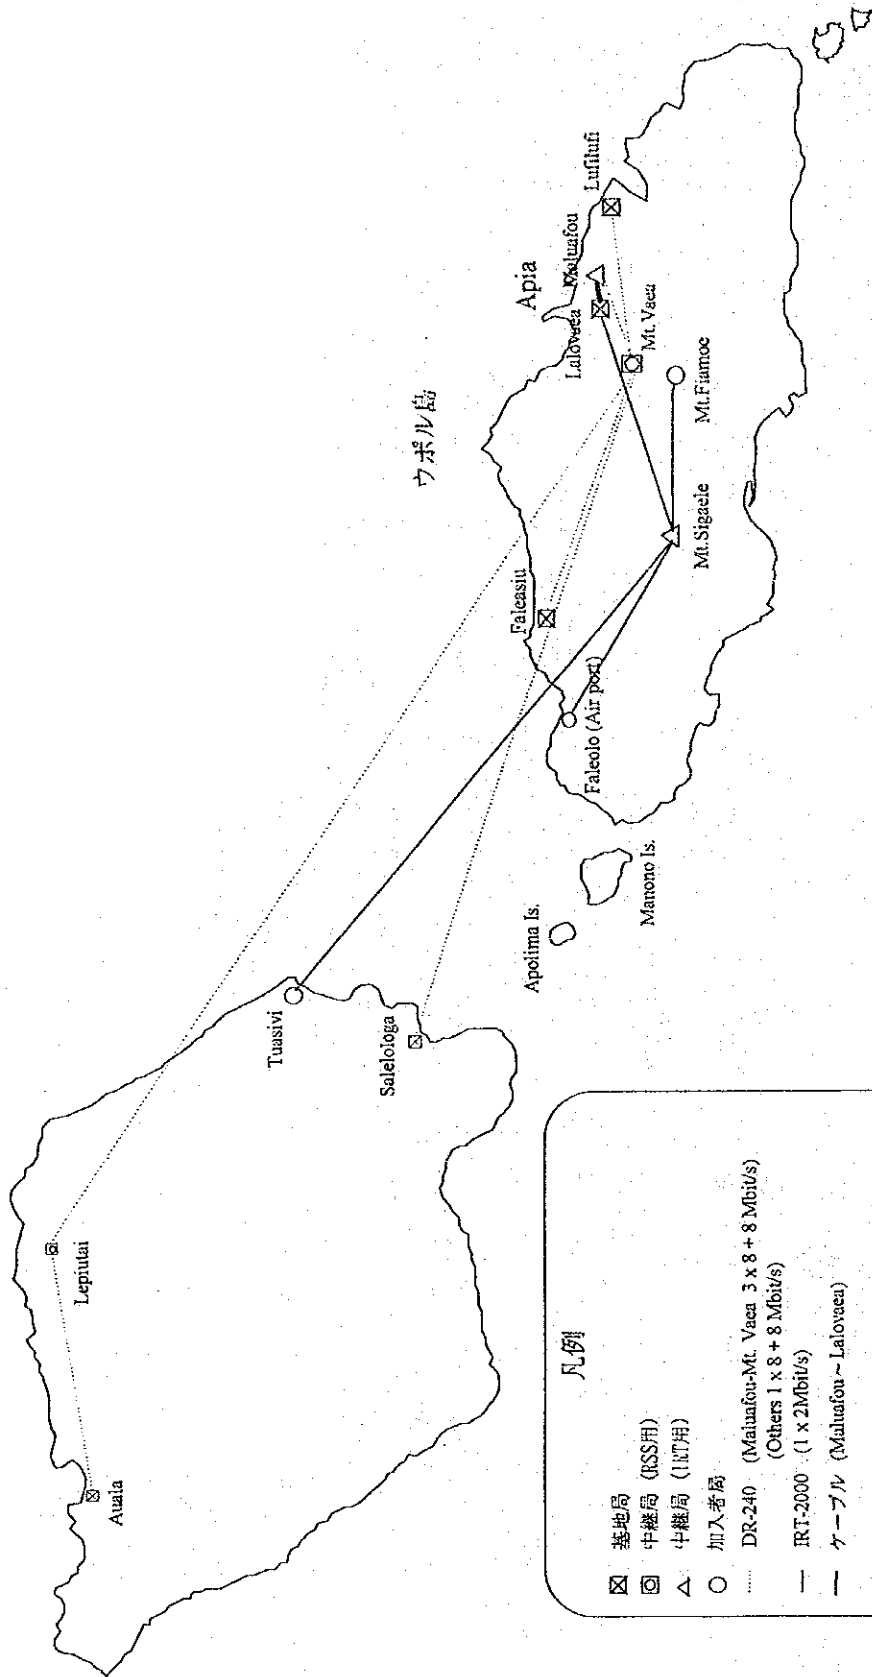 ウポル島
Apia
Auala
Lepiutai
Tuasivi
Salelologa
Apolima Is.
Manono Is.
Faleolo (Air port)
Faleasiu
Mt.Sigaele
Mt.Fiamoe
Mt. Vaea
Lalovaea
Maluafou
Lufilufi
凡例
基地局
中継局 (RSS用)
中継局 (IRT用)
加入者局
DR-240 (Maluafou-Mt. Vaea 3 x 8 + 8 Mbit/s)
(Others 1 x 8 + 8 Mbit/s)
IRT-2000 (1 x 2Mbit/s)
ケーブル (Maluafou ~ Lalovaea)